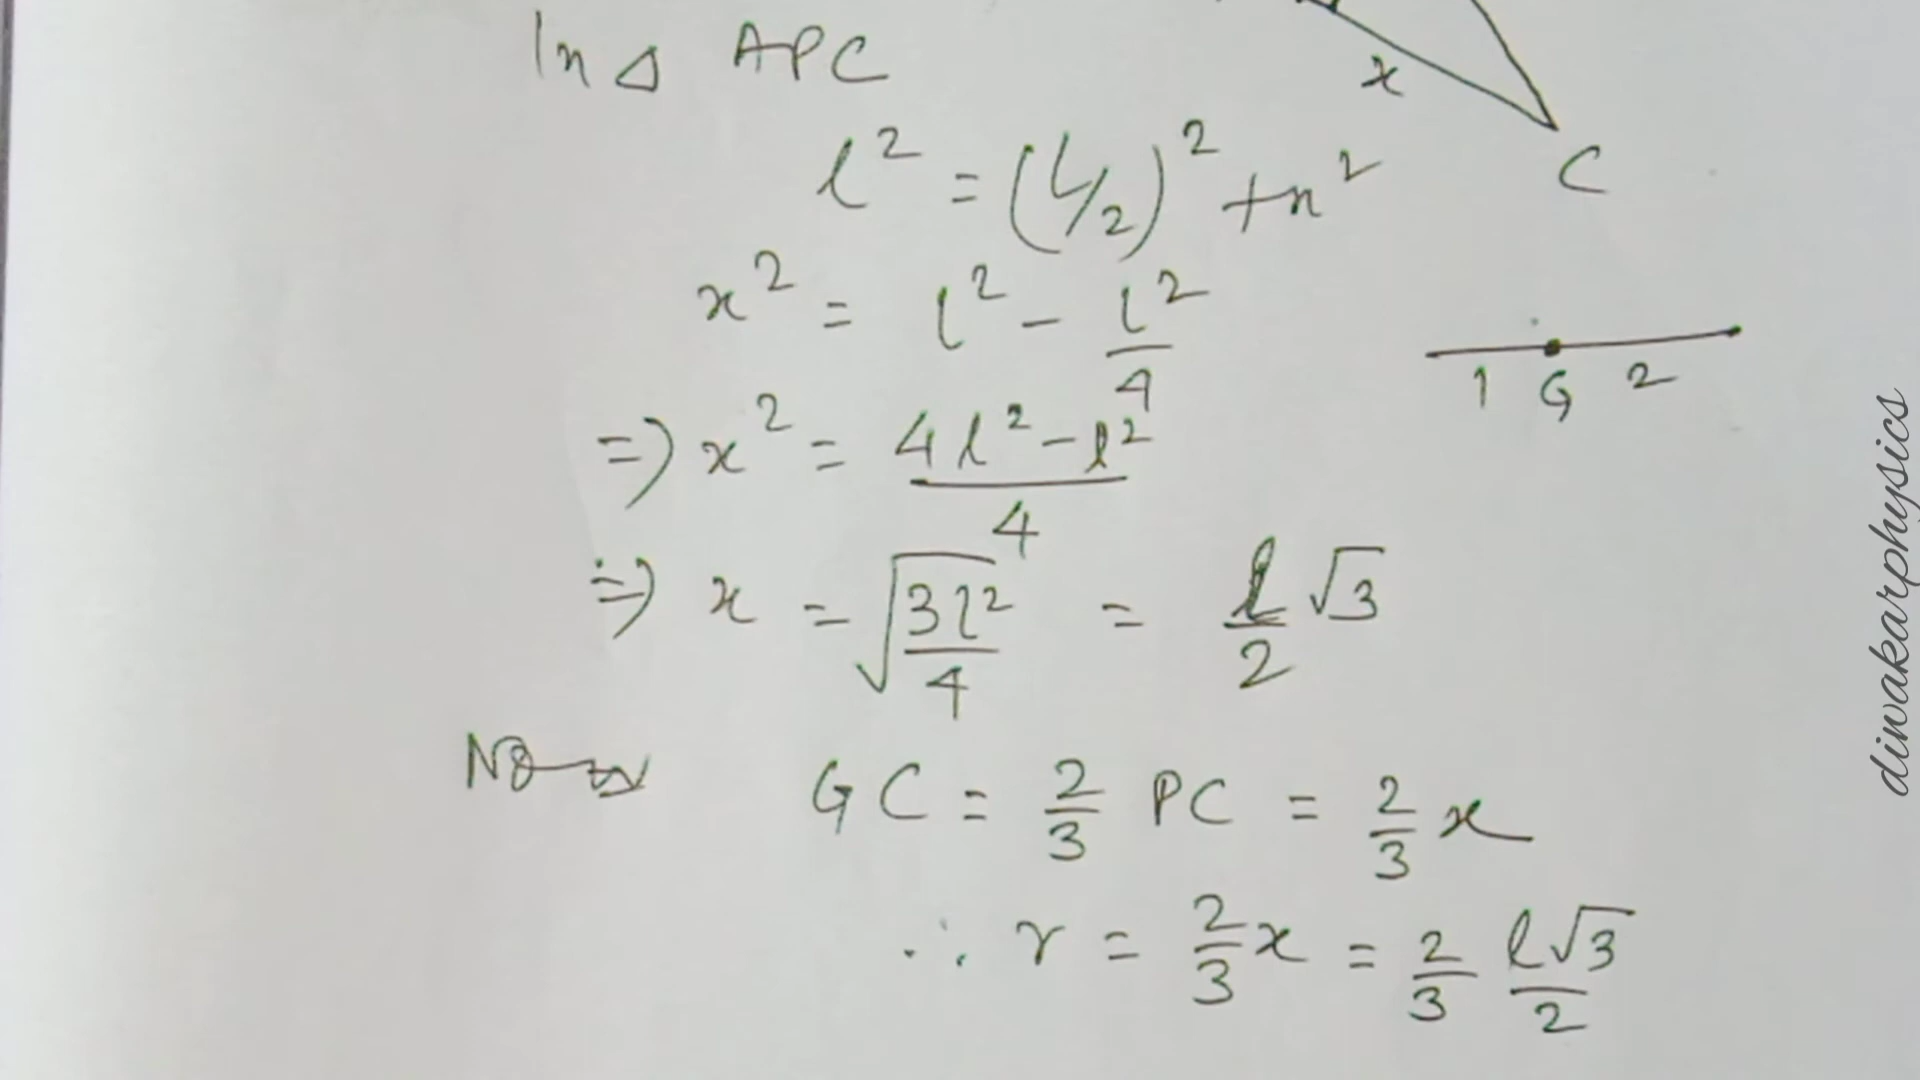 In Δ APC
x
l² = (l/2)² + x²
C
x² = l² - l²/4
1 G 2
=> x² = (4l² - l²)/4
=> x = √(3l²/4) = l/2 √3
Now GC = 2/3 PC = 2/3 x
∴ r = 2/3 x = 2/3 l√3/2
diwakarphysics